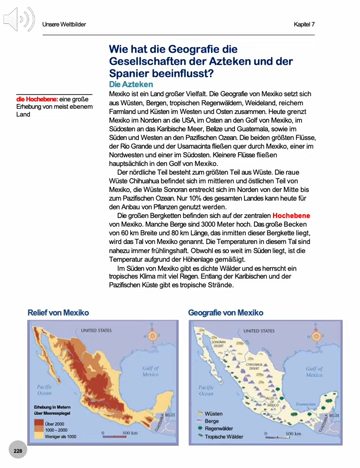 Unsere Weltbilder
Kapitel 7
Wie hat die Geografie die
Gesellschaften der Azteken und der
Spanier beeinflusst?
Die Azteken
die Hochebene: eine große
Erhebung von meist ebenem
Land
Mexiko ist ein Land großer Vielfalt. Die Geografie von Mexiko setzt sich
aus Wüsten, Bergen, tropischen Regenwäldern, Weideland, reichem
Farmland und Küsten im Westen und Osten zusammen. Heute grenzt
Mexiko im Norden an die USA, im Osten an den Golf von Mexiko, im
Südosten an das Karibische Meer, Belize und Guatemala, sowie im
Süden und Westen an den Pazifischen Ozean. Die beiden größten Flüsse,
der Rio Grande und der Usamacinta fließen quer durch Mexiko, einer im
Nordwesten und einer im Südosten. Kleinere Flüsse fließen
hauptsächlich in den Golf von Mexiko.
Der nördliche Teil besteht zum größten Teil aus Wüste. Die raue
Wüste Chihuahua befindet sich im mittleren und östlichen Teil von
Mexiko, die Wüste Sonoran erstreckt sich im Norden von der Mitte bis
zum Pazifischen Ozean. Nur 10% des gesamten Landes kann heute für
den Anbau von Pflanzen genutzt werden.
Die großen Bergketten befinden sich auf der zentralen Hochebene
von Mexiko. Manche Berge sind 3000 Meter hoch. Das große Becken
von 60 km Breite und 80 km Länge, das inmitten dieser Bergkette liegt,
wird das Tal von Mexiko genannt. Die Temperaturen in diesem Tal sind
nahezu immer frühlingshaft. Obwohl es so weit im Süden liegt, ist die
Temperatur aufgrund der Höhenlage gemäßigt.
Im Süden von Mexiko gibt es dichte Wälder und es herrscht ein
tropisches Klima mit viel Regen. Entlang der Karibischen und der
Pazifischen Küste gibt es tropische Strände.
Relief von Mexiko
UNITED STATES
Gulf of
Mexico
Pacific
Ocean
Erhebung in Metern
über Meeresspiegel
Über 2000
1000 – 2000
Weniger als 1000
Geografie von Mexiko
UNITED STATES
Gulf of
Mexico
Pacific
Ocean
Wüsten
Berge
Regenwälder
Tropische Wälder
228